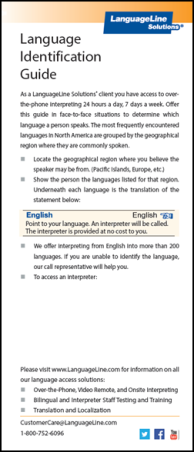 LanguageLine
Solutions®
Language
Identification
Guide
As a LanguageLine Solutions® client you have access to over-
the-phone interpreting 24 hours a day, 7 days a week. Offer
this guide in face-to-face situations to determine which
language a person speaks. The most frequently encountered
languages in North America are grouped by the geographical
region where they are commonly spoken.
Locate the geographical region where you believe the
speaker may be from. (Pacific Islands, Europe, etc.)
Show the person the languages listed for that region.
Underneath each language is the translation of the
statement below:
English English
Point to your language. An interpreter will be called.
The interpreter is provided at no cost to you.
We offer interpreting from English into more than 200
languages. If you are unable to identify the language,
our call representative will help you.
To access an interpreter:
Please visit www.LanguageLine.com for information on all
our language access solutions:
Over-the-Phone, Video Remote, and Onsite Interpreting
Bilingual and Interpreter Staff Testing and Training
Translation and Localization
CustomerCare@LanguageLine.com
1-800-752-6096